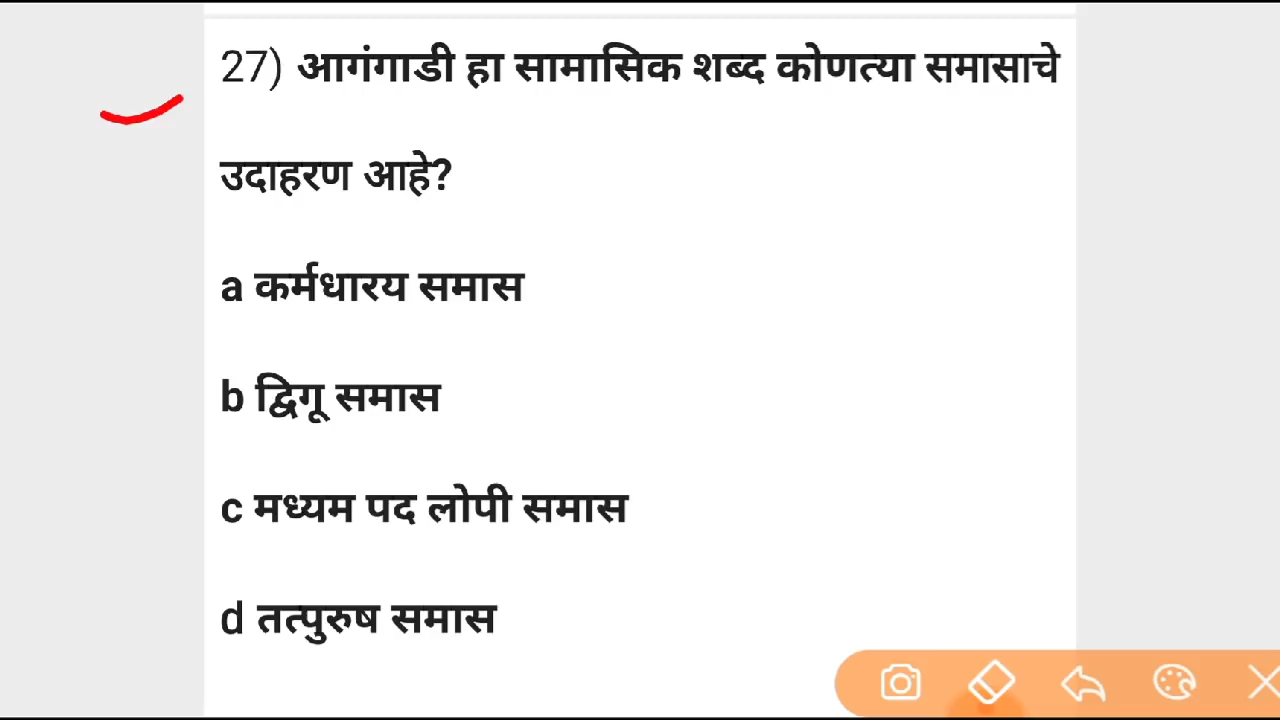 27) आगंगाडी हा सामासिक शब्द कोणत्या समासाचे
उदाहरण आहे?
a कर्मधारय समास
b द्विगू समास
c मध्यम पद लोपी समास
d तत्पुरुष समास